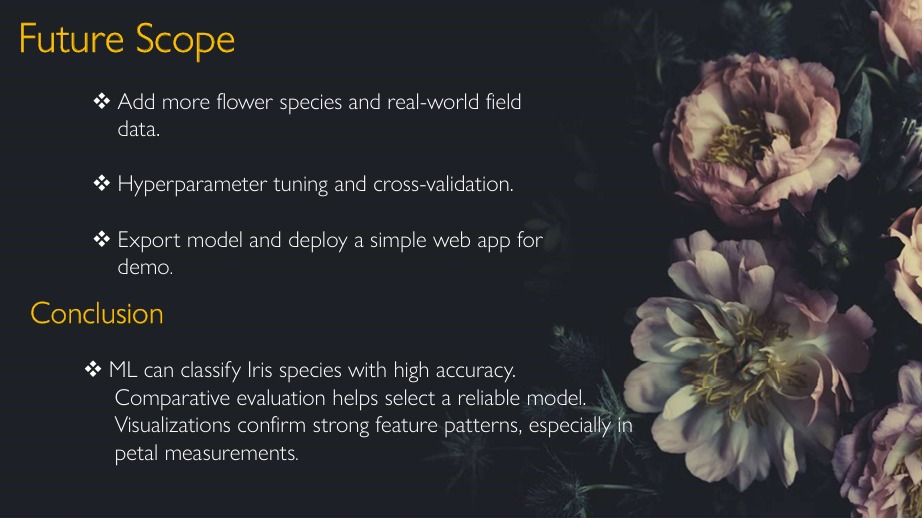 Future Scope
❖ Add more flower species and real-world field
data.
❖ Hyperparameter tuning and cross-validation.
❖ Export model and deploy a simple web app for
demo.
Conclusion
❖ ML can classify Iris species with high accuracy.
Comparative evaluation helps select a reliable model.
Visualizations confirm strong feature patterns, especially in
petal measurements.